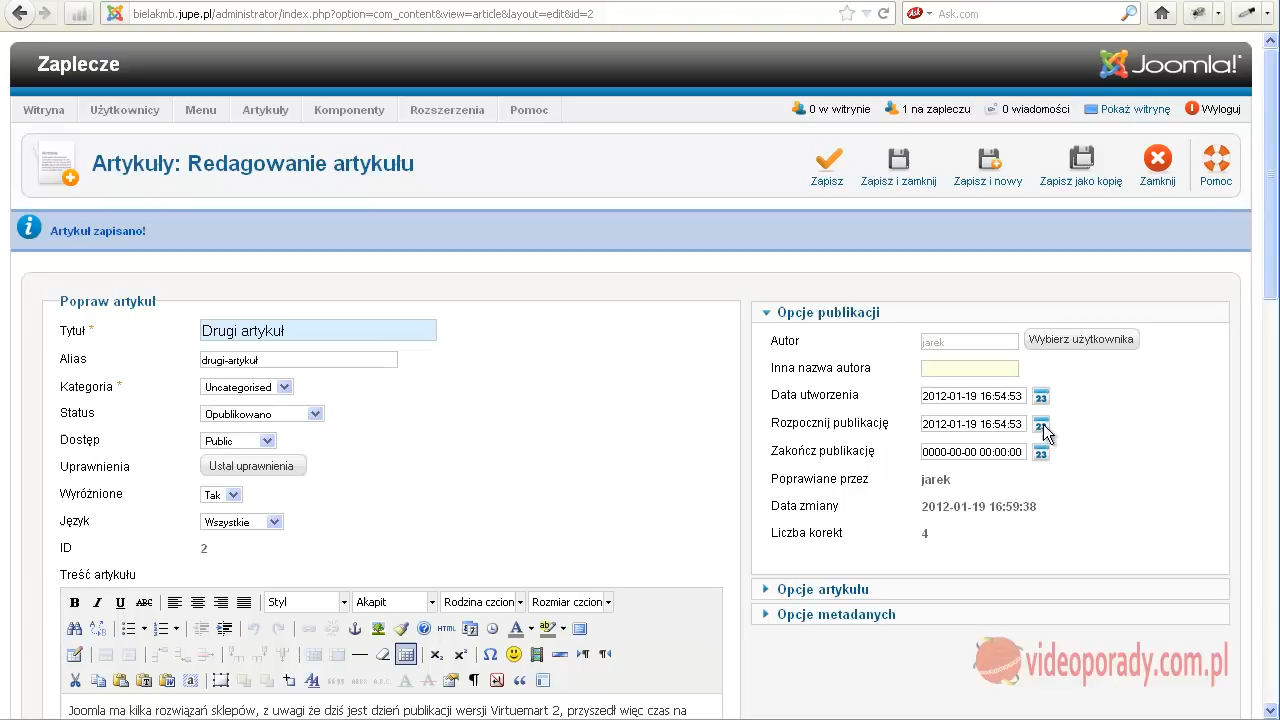 bielakmb.jupe.pl/administrator/index.php?option=com_content&view=article&layout=edit&id=2
Ask Ask.com
Zaplecze
Joomla!
Witryna Użytkownicy Menu Artykuły Komponenty Rozszerzenia Pomoc
0 w witrynie 1 na zapleczu 0 wiadomości Pokaż witrynę Wyloguj
Artykuły: Redagowanie artykułu
Zapisz Zapisz i zamknij Zapisz i nowy Zapisz jako kopię Zamknij Pomoc
Artykuł zapisano!
Popraw artykuł
Tytuł * Drugi artykuł
Alias drugi-artykuł
Kategoria * Uncategorised
Status Opublikowano
Dostęp Public
Uprawnienia Ustal uprawnienia
Wyróżnione Tak
Język Wszystkie
ID 2
Treść artykułu
B I U ABC Styl Akapit Rodzina czcion Rozmiar czcion
HTML
Joomla ma kilka rozwiązań sklepów, z uwagi że dziś jest dzień publikacji wersji Virtuemart 2, przyszedł więc czas na
Opcje publikacji
Autor jarek Wybierz użytkownika
Inna nazwa autora
Data utworzenia 2012-01-19 16:54:53 23
Rozpocznij publikację 2012-01-19 16:54:53
Zakończ publikację 0000-00-00 00:00:00 23
Poprawiane przez jarek
Data zmiany 2012-01-19 16:59:38
Liczba korekt 4
Opcje artykułu
Opcje metadanych
videoporady.com.pl